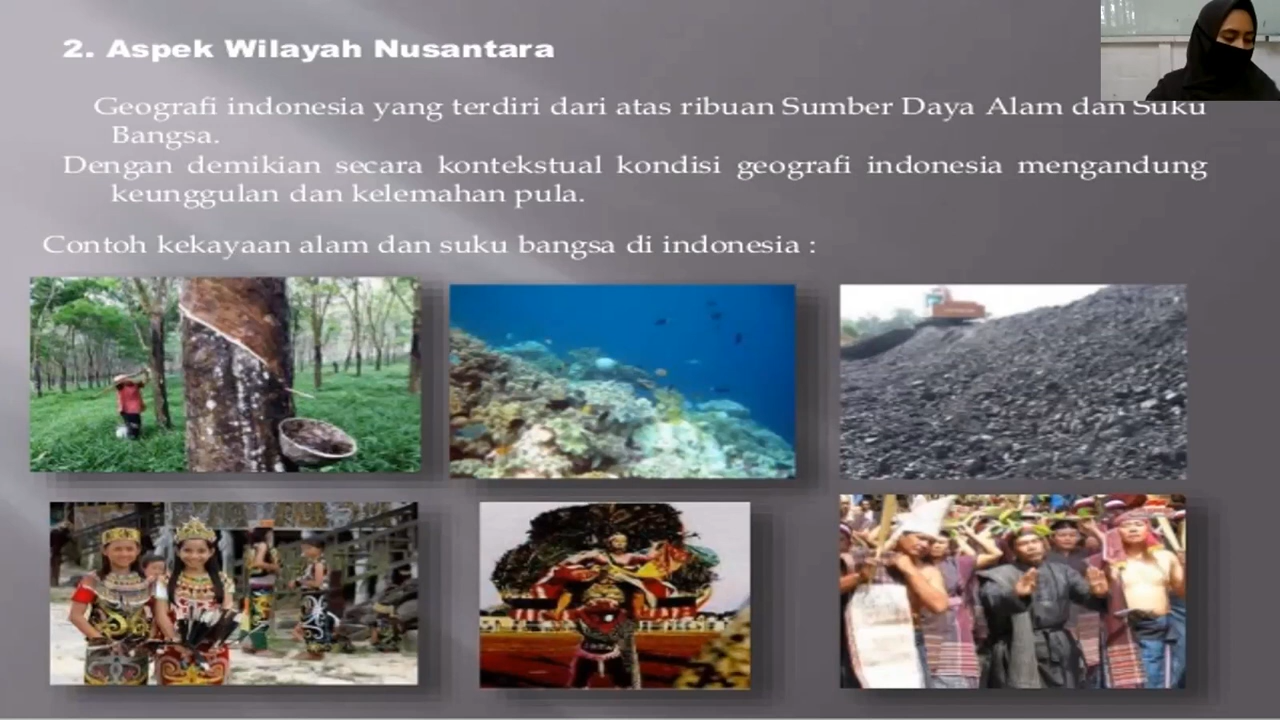 2. Aspek Wilayah Nusantara
Geografi indonesia yang terdiri dari atas ribuan Sumber Daya Alam dan Suku
Bangsa.
Dengan demikian secara kontekstual kondisi geografi indonesia mengandung
keunggulan dan kelemahan pula.
Contoh kekayaan alam dan suku bangsa di indonesia :